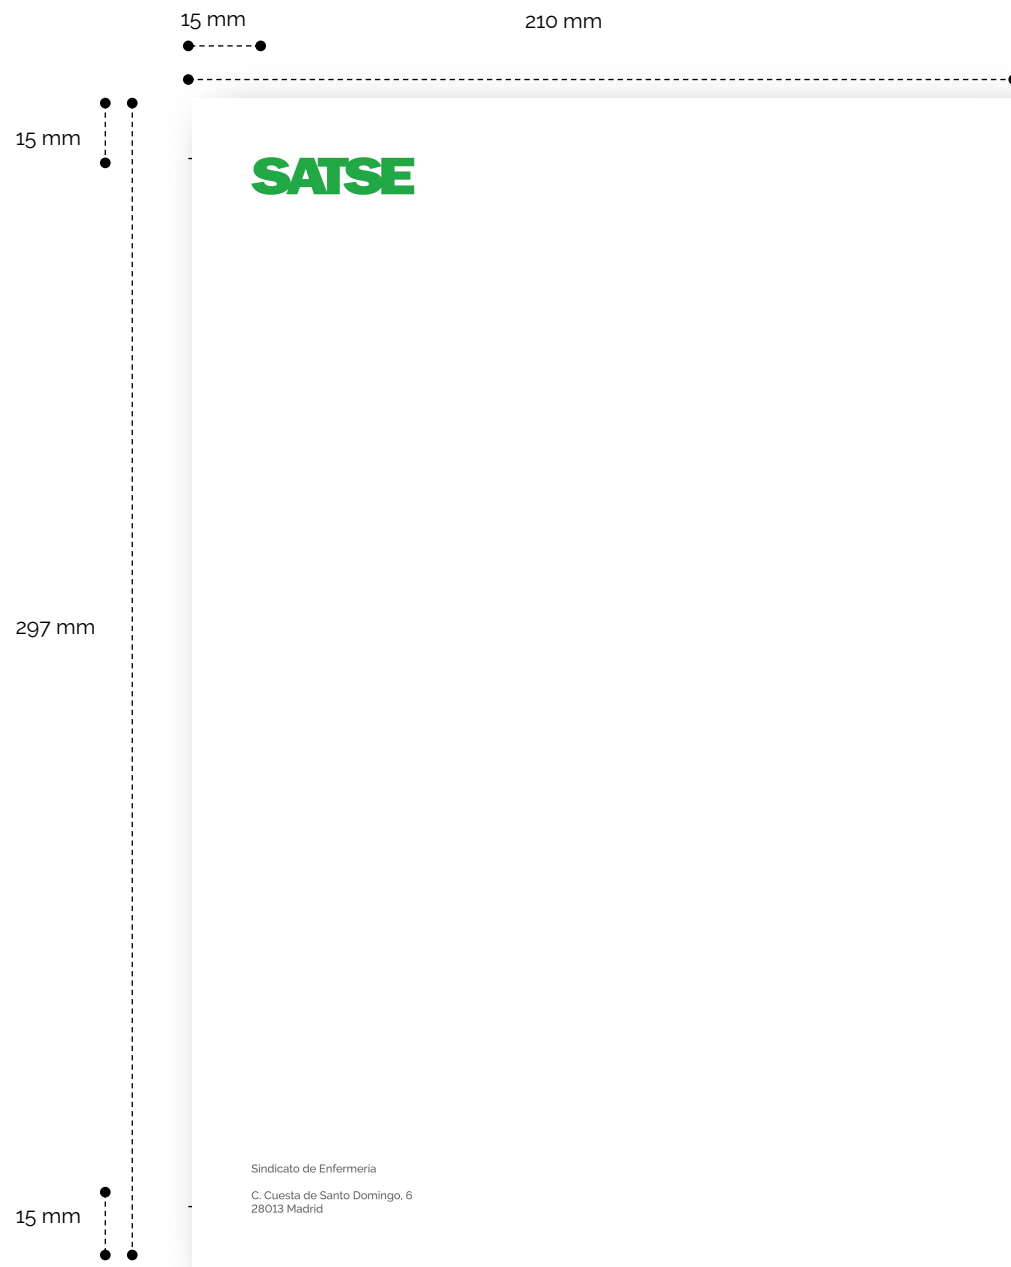 15 mm
210 mm
15 mm
SATSE
297 mm
Sindicato de Enfermería
C. Cuesta de Santo Domingo, 6
28013 Madrid
15 mm